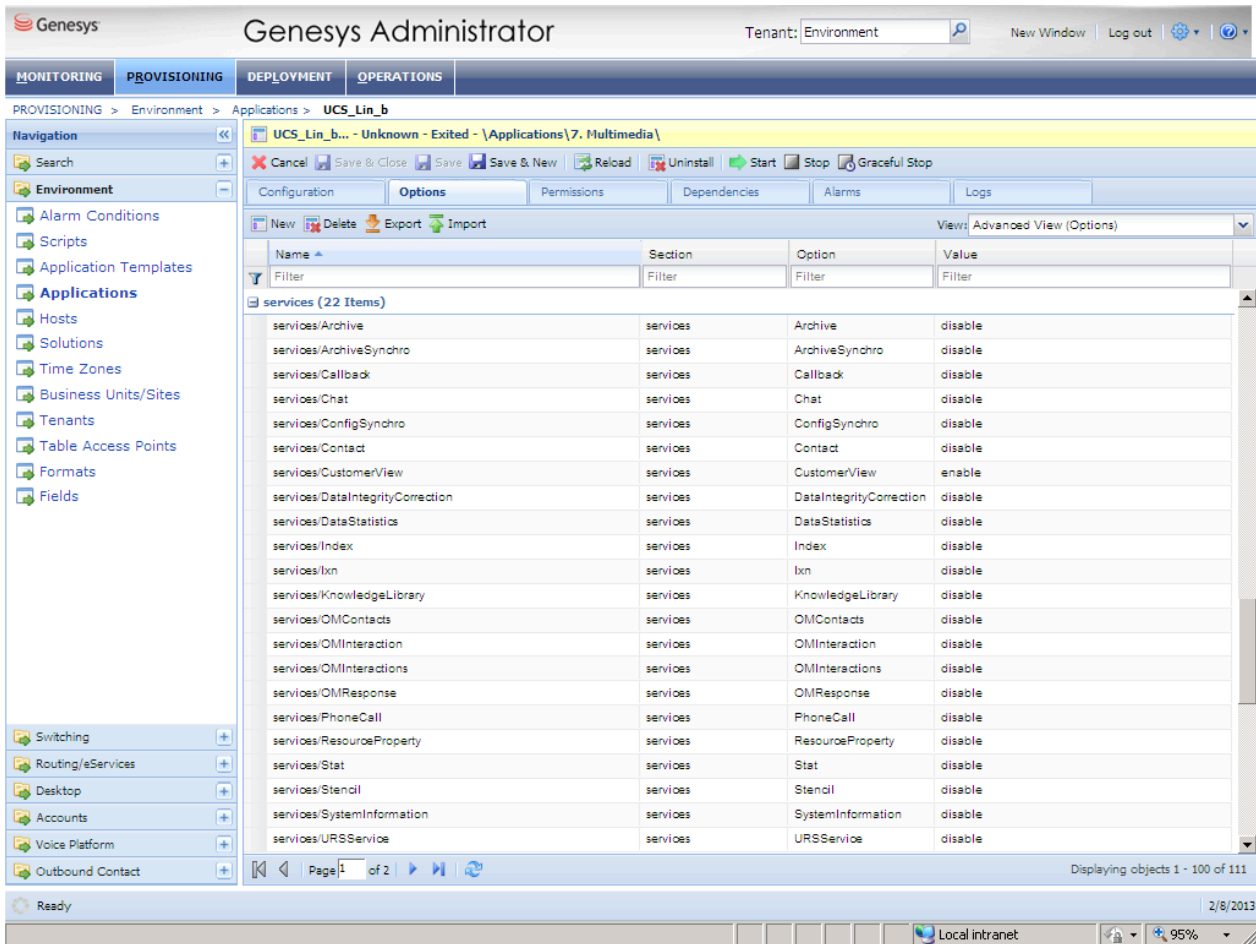 Genesys
Genesys Administrator
Tenant: Environment
New Window
Log out
MONITORING
PROVISIONING
DEPLOYMENT
OPERATIONS
PROVISIONING > Environment > Applications > UCS_Lin_b
Navigation
UCS_Lin_b... - Unknown - Exited - \Applications\7. Multimedia\
Search
Cancel Save & Close Save Save & New Reload Uninstall Start Stop Graceful Stop
Environment
Configuration Options Permissions Dependencies Alarms Logs
Alarm Conditions
Scripts
Application Templates
Applications
Hosts
Solutions
Time Zones
Business Units/Sites
Tenants
Table Access Points
Formats
Fields
Switching
Routing/eServices
Desktop
Accounts
Voice Platform
Outbound Contact
New Delete Export Import
View: Advanced View (Options)
Name Section Option Value
Filter Filter Filter Filter
services (22 Items)
services/Archive services Archive disable
services/ArchiveSynchro services ArchiveSynchro disable
services/Callback services Callback disable
services/Chat services Chat disable
services/ConfigSynchro services ConfigSynchro disable
services/Contact services Contact disable
services/CustomerView services CustomerView enable
services/DataIntegrityCorrection services DataIntegrityCorrection disable
services/DataStatistics services DataStatistics disable
services/Index services Index disable
services/Ixn services Ixn disable
services/KnowledgeLibrary services KnowledgeLibrary disable
services/OMContacts services OMContacts disable
services/OMInteraction services OMInteraction disable
services/OMInteractions services OMInteractions disable
services/OMResponse services OMResponse disable
services/PhoneCall services PhoneCall disable
services/ResourceProperty services ResourceProperty disable
services/Stat services Stat disable
services/Stencil services Stencil disable
services/SystemInformation services SystemInformation disable
services/URSService services URSService disable
Page 1 of 2
Displaying objects 1 - 100 of 111
Ready
2/8/2013
Local intranet
95%